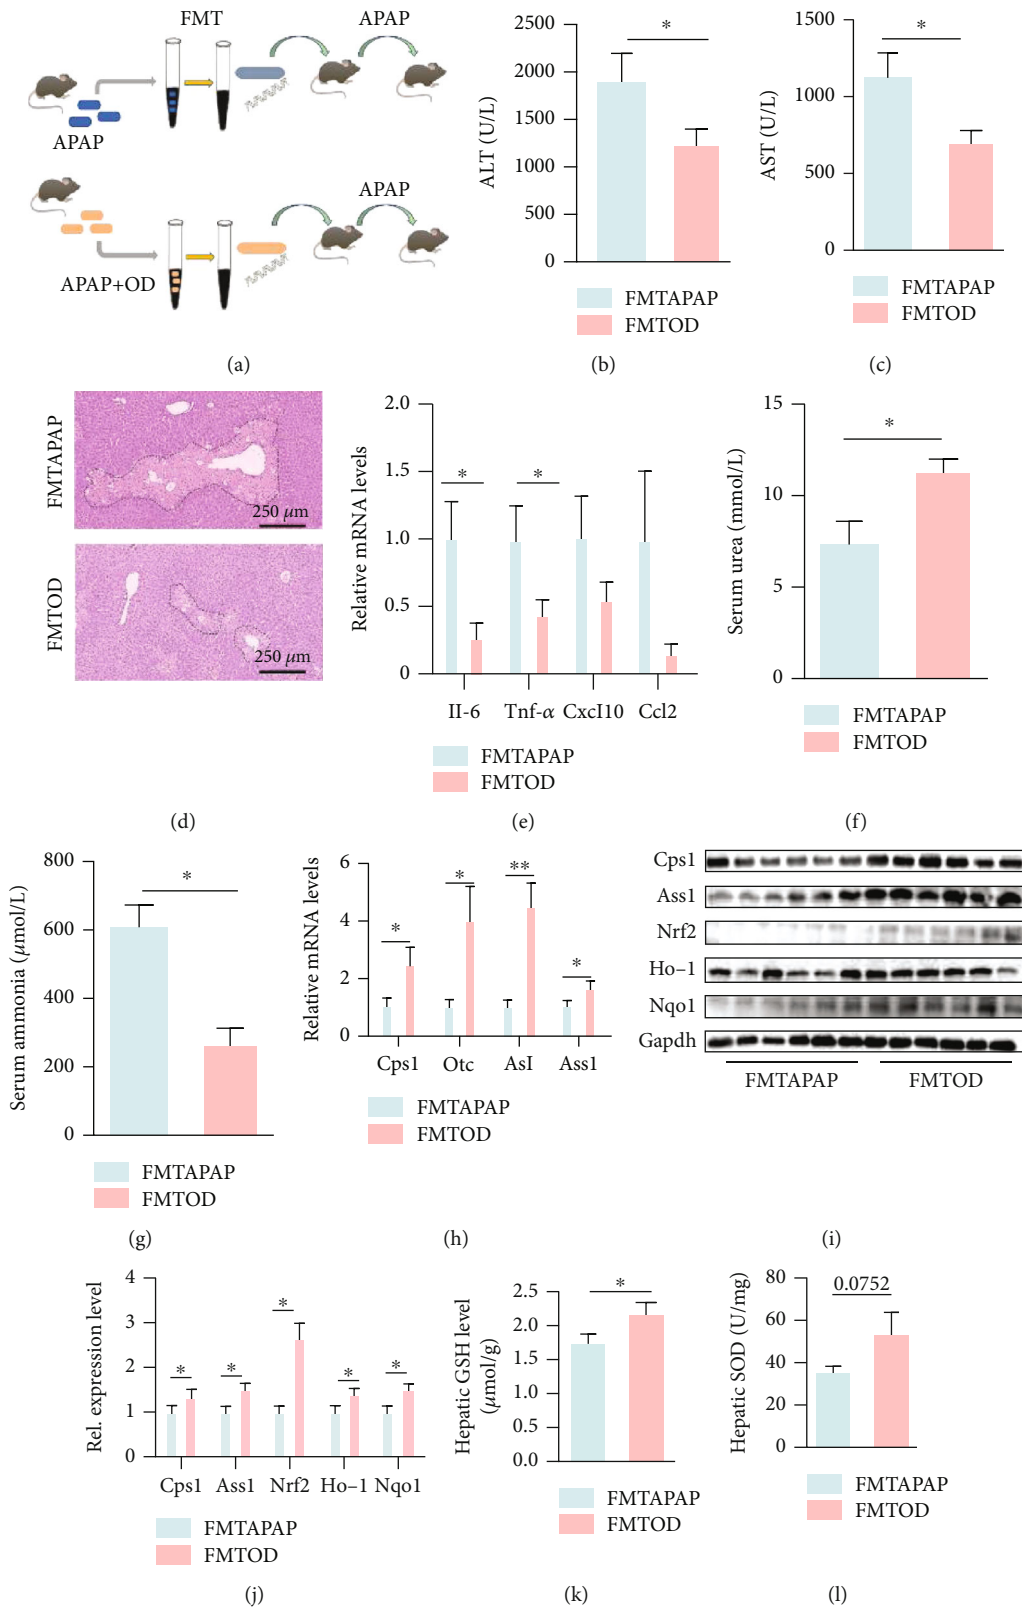 FMT
APAP
APAP
APAP
APAP+OD
(a)
2500
2000
1500
1000
500
0
ALT (U/L)
*
FMTAPAP
FMTOD
(b)
1500
1000
500
0
AST (U/L)
*
FMTAPAP
FMTOD
(c)
FMTAPAP
250 μm
FMTOD
250 μm
(d)
2.0
1.5
1.0
0.5
0
Relative mRNA levels
*
*
II-6
Tnf-α
CxcI10
Ccl2
FMTAPAP
FMTOD
(e)
15
10
5
0
Serum urea (mmol/L)
*
FMTAPAP
FMTOD
(f)
800
600
400
200
0
Serum ammonia (μmol/L)
*
FMTAPAP
FMTOD
(g)
6
4
2
0
Relative mRNA levels
*
*
**
*
Cps1
Otc
AsI
Ass1
FMTAPAP
FMTOD
(h)
Cps1
Ass1
Nrf2
Ho–1
Nqo1
Gapdh
FMTAPAP
FMTOD
(i)
4
3
2
1
0
Rel. expression level
*
*
*
*
*
Cps1
Ass1
Nrf2
Ho–1
Nqo1
FMTAPAP
FMTOD
(j)
2.5
2.0
1.5
1.0
0.5
0.0
Hepatic GSH level
(μmol/g)
*
FMTAPAP
FMTOD
(k)
80
60
40
20
0
Hepatic SOD (U/mg)
0.0752
FMTAPAP
FMTOD
(l)